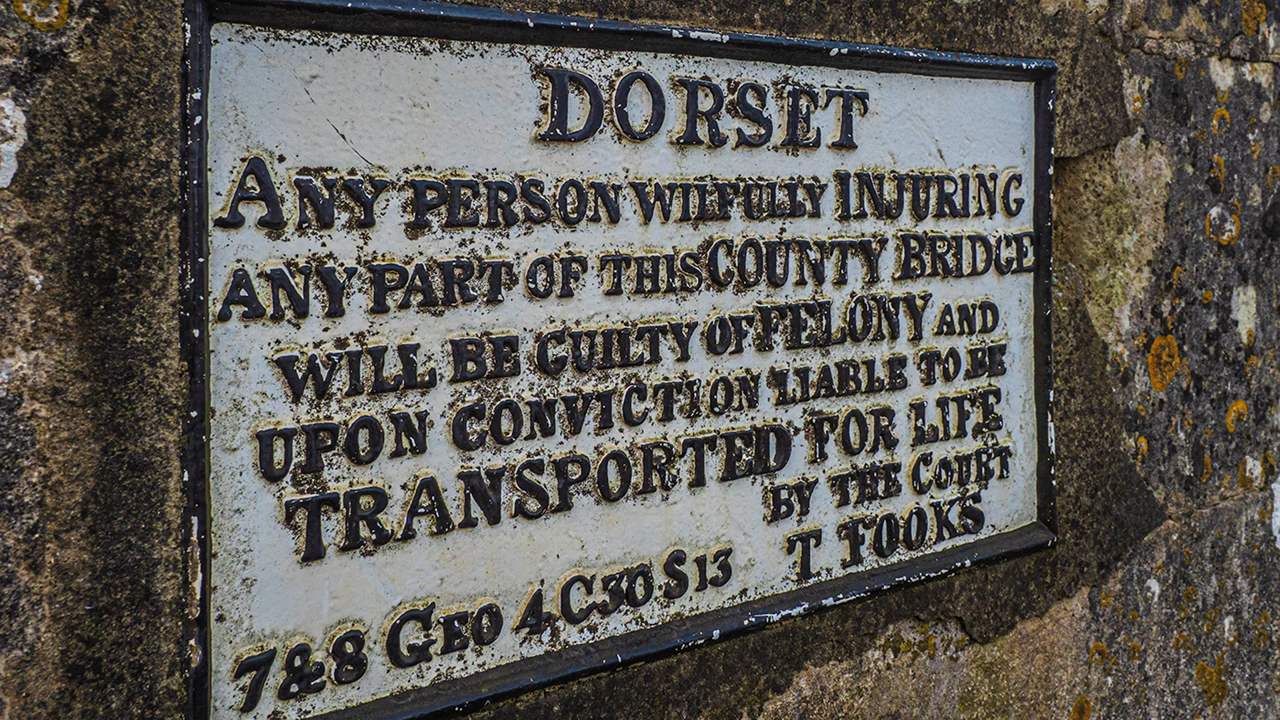 DORSET
ANY PERSON WILFULLY INJURING
ANY PART OF THIS COUNTY BRIDGE
WILL BE GUILTY OF FELONY AND
UPON CONVICTION LIABLE TO BE
TRANSPORTED FOR LIFE
BY THE COURT
7&8 GEO 4 C30 S13 T FOOKS